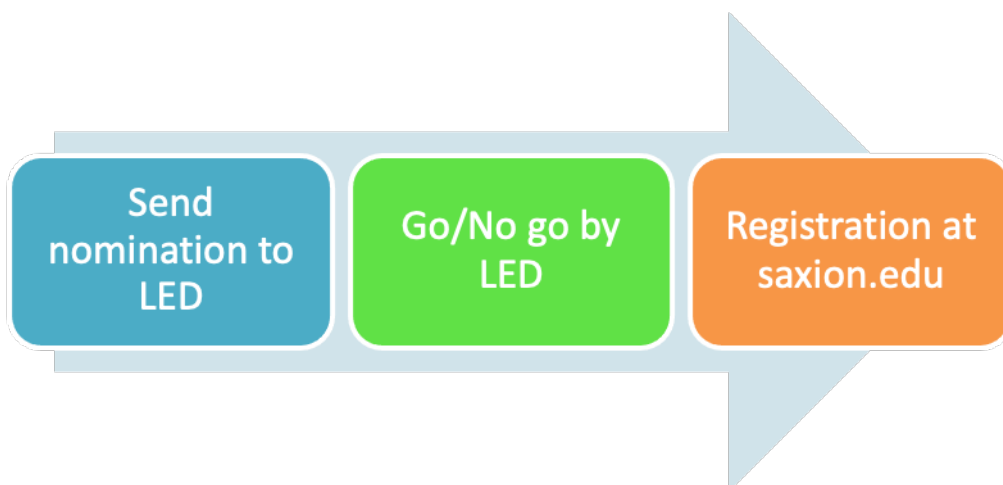 Send
nomination to
LED
Go/No go by
LED
Registration at
saxion.edu